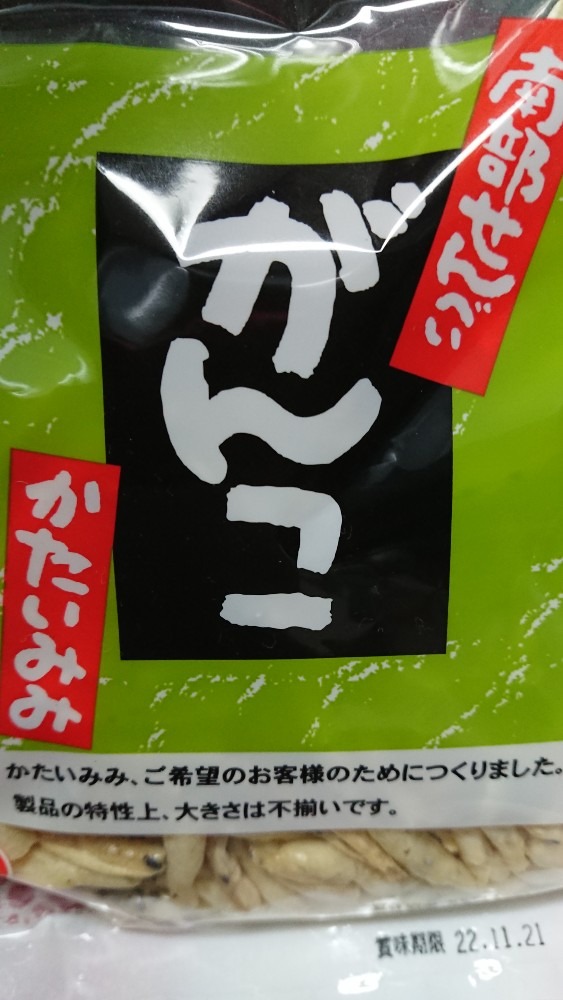 南部せんべい
がんこ
かたいみみ
かたいみみ、ご希望のお客様のためにつくりました。
製品の特性上、大きさは不揃いです。
賞味期限 22.11.21